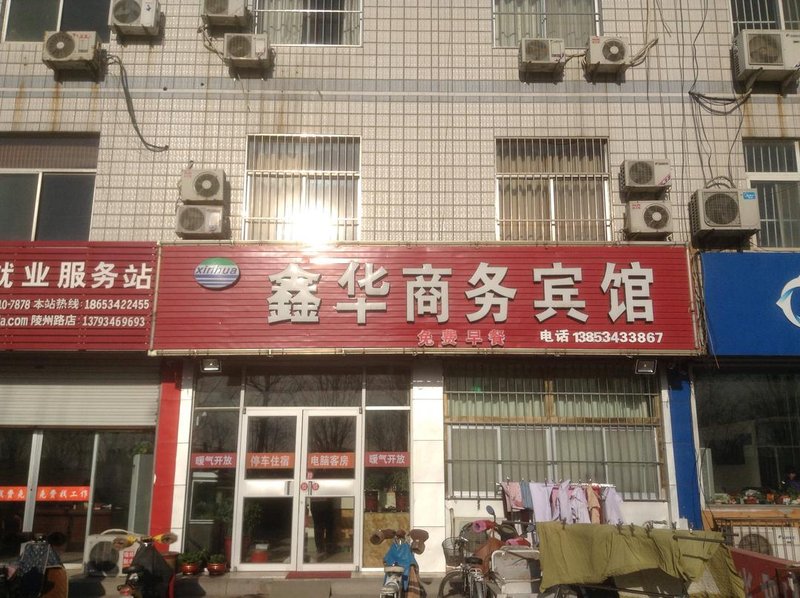 就业服务站
10-7878 本站热线:18653422455
a.com 陵州路店:13793469693
xinhua
鑫华商务宾馆
免费早餐
电话 13853433867
暖气开放
停车住宿
电脑客房
暖气开放
免费找工作